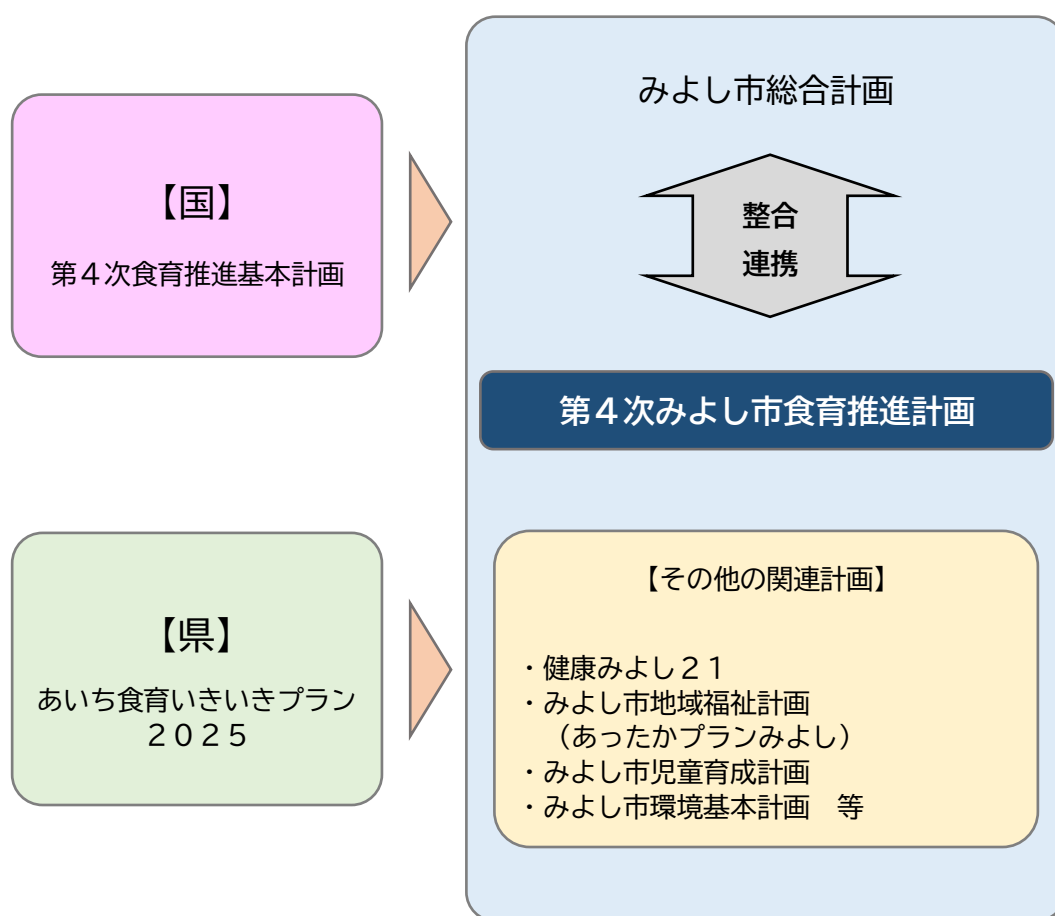 【国】
第４次食育推進基本計画
【県】
あいち食育いきいきプラン
２０２５
みよし市総合計画
整合
連携
第４次みよし市食育推進計画
【その他の関連計画】
・健康みよし２１
・みよし市地域福祉計画
（あったかプランみよし）
・みよし市児童育成計画
・みよし市環境基本計画　等